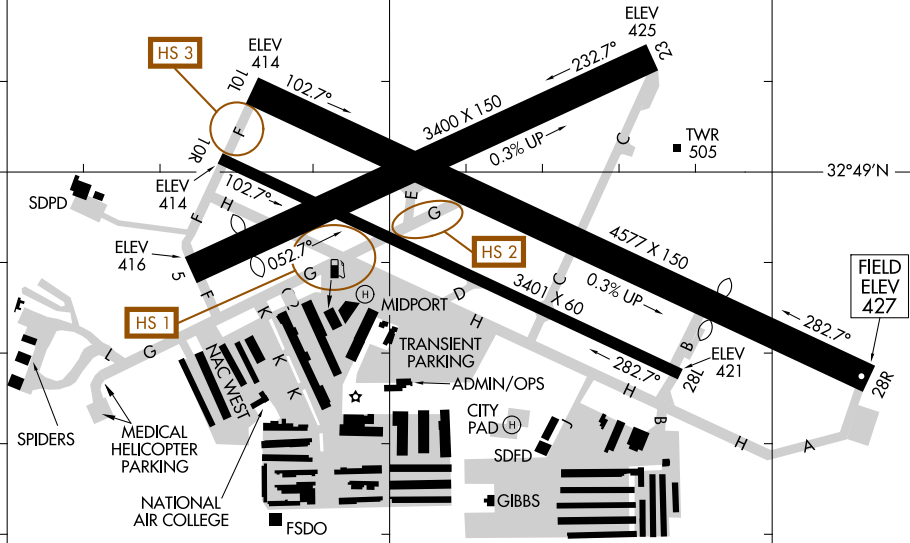 ELEV
425
23
232.7°
HS 3
ELEV
414
10L
102.7°
3400 X 150
0.3% UP
C
TWR
505
F
10R
32°49'N
ELEV
414
102.7°
SDPD
H
E
G
F
HS 2
4577 X 150
ELEV
416
052.7°
5
F
G
C
0.3% UP
FIELD
ELEV
427
H
MIDPORT
D
3401 X 60
HS 1
K
H
282.7°
B
TRANSIENT
PARKING
L
G
NAC WEST
K
K
282.7°
ELEV
421
28L
28R
ADMIN/OPS
H
SPIDERS
MEDICAL
HELICOPTER
PARKING
CITY
PAD
H
J
B
SDFD
H
A
NATIONAL
AIR COLLEGE
GIBBS
FSDO